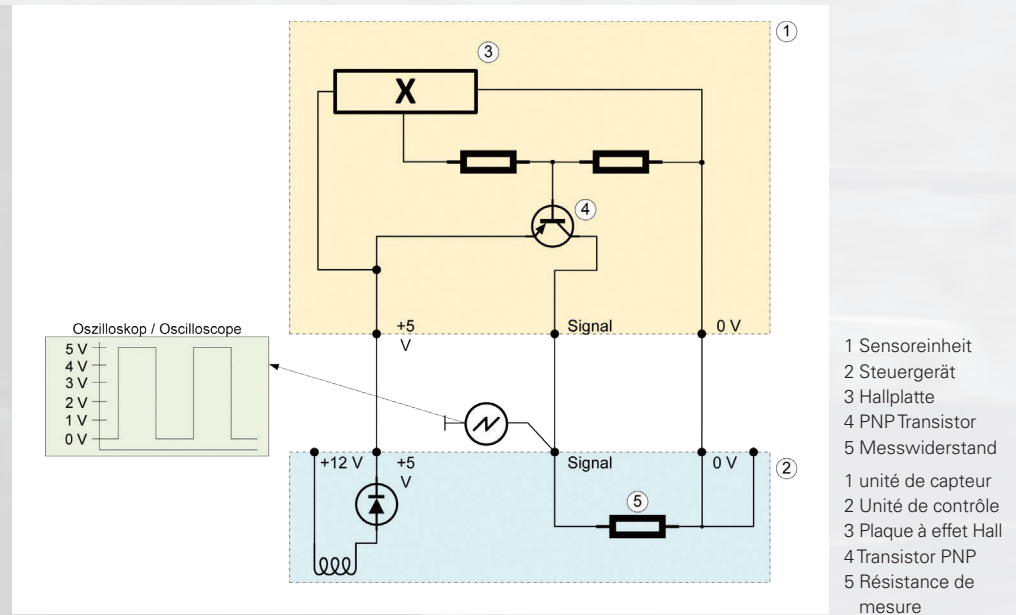 1
3
X
4
+5
V
Signal
0 V
Oszilloskop / Oscilloscope
5 V
4 V
3 V
2 V
1 V
0 V
+12 V
+5
V
Signal
0 V
2
5
1 Sensoreinheit
2 Steuergerät
3 Hallplatte
4 PNP Transistor
5 Messwiderstand
1 unité de capteur
2 Unité de contrôle
3 Plaque à effet Hall
4 Transistor PNP
5 Résistance de
mesure